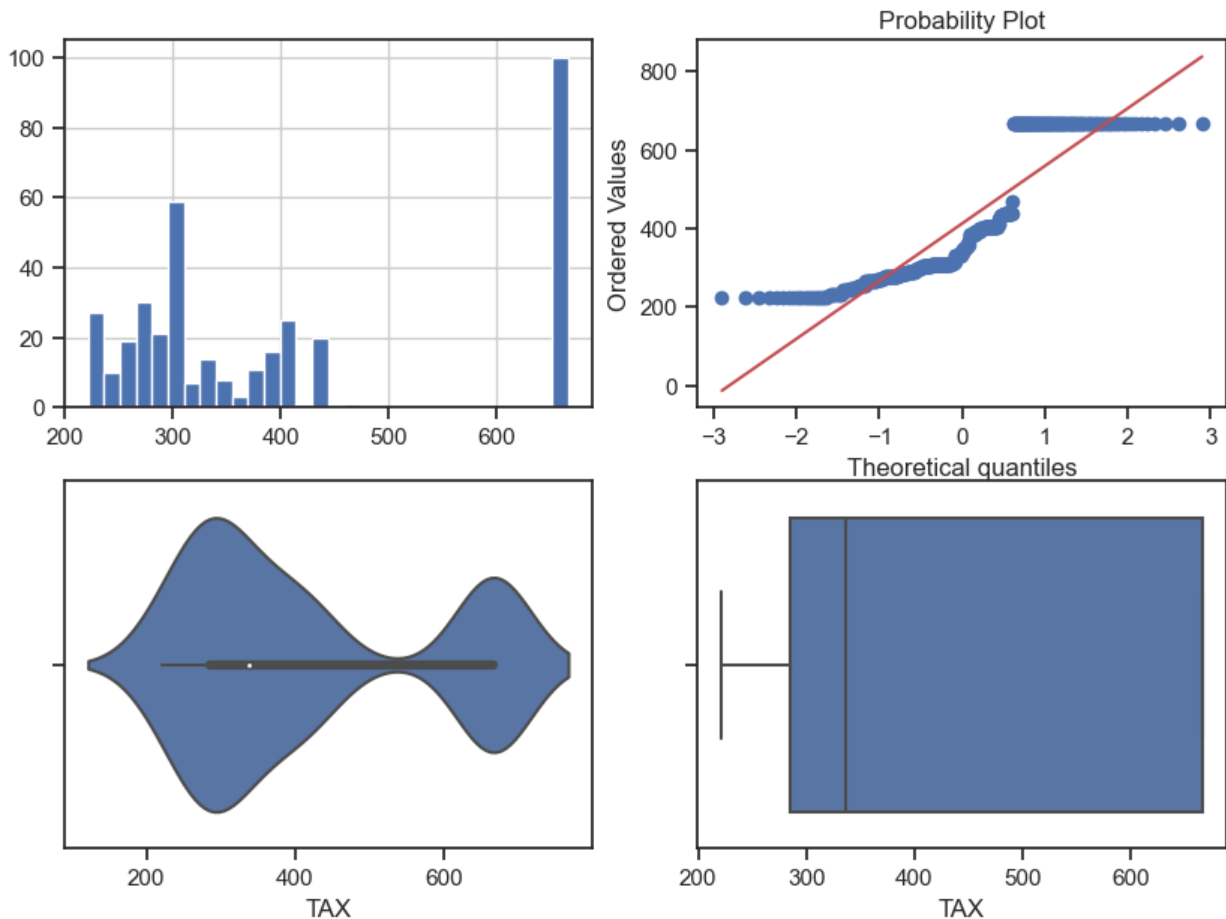 Probability Plot
100
80
60
40
20
0
200 300 400 500 600
Ordered Values
800
600
400
200
0
−3 −2 −1 0 1 2 3
Theoretical quantiles
200 400 600
TAX
200 300 400 500 600
TAX